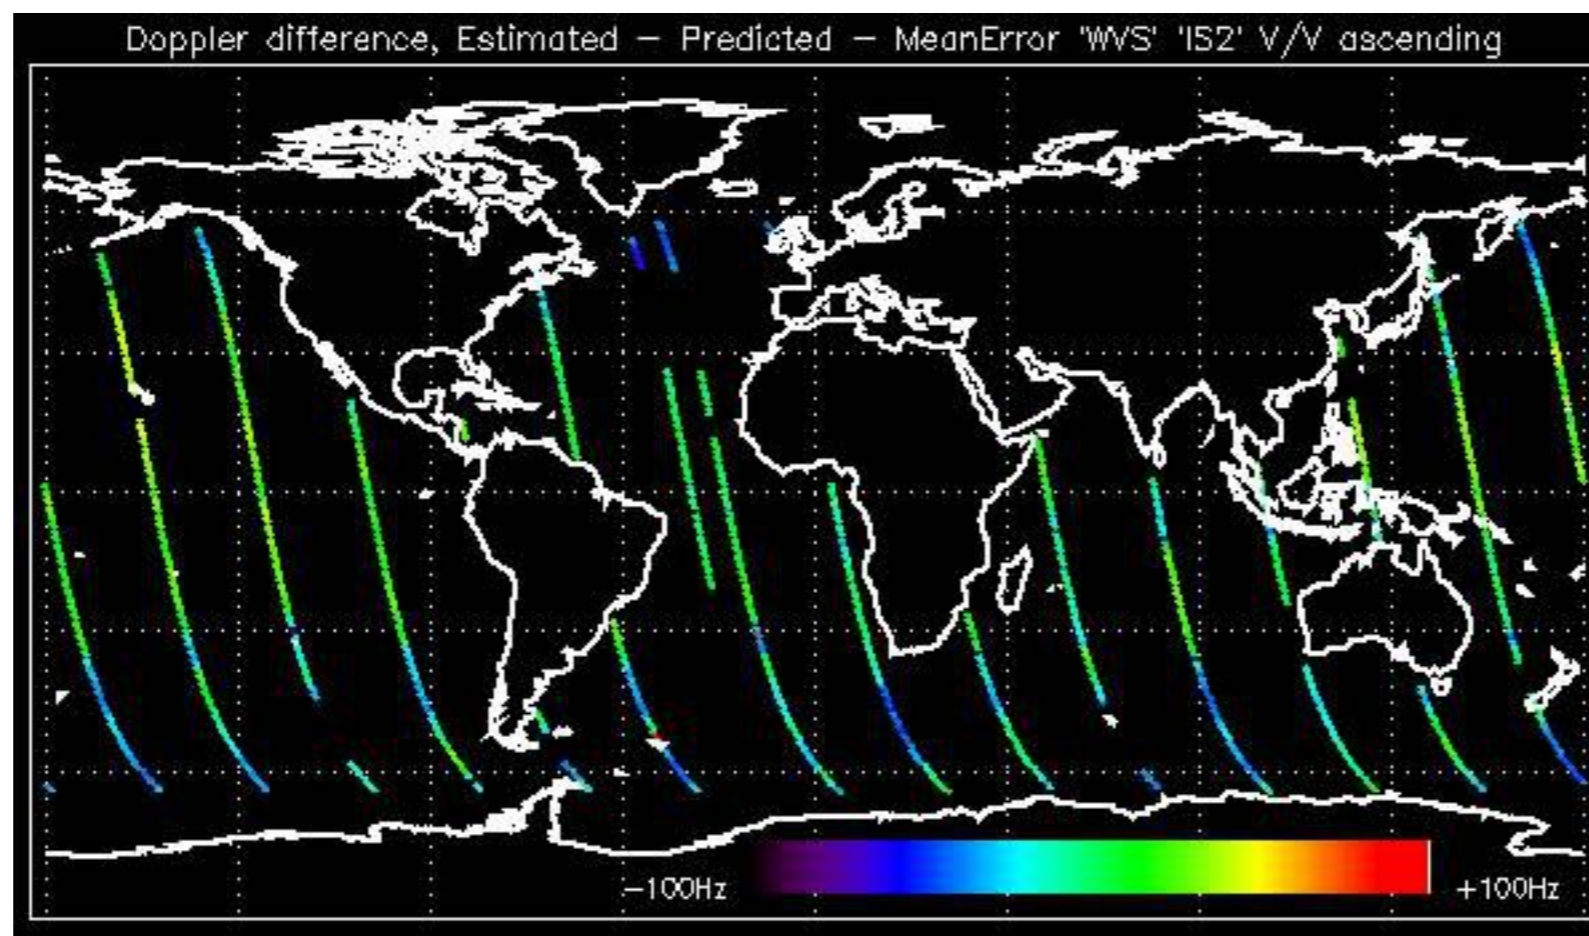 Doppler difference, Estimated — Predicted — MeanError 'WVS' 'IS2' V/V ascending
−100Hz +100Hz